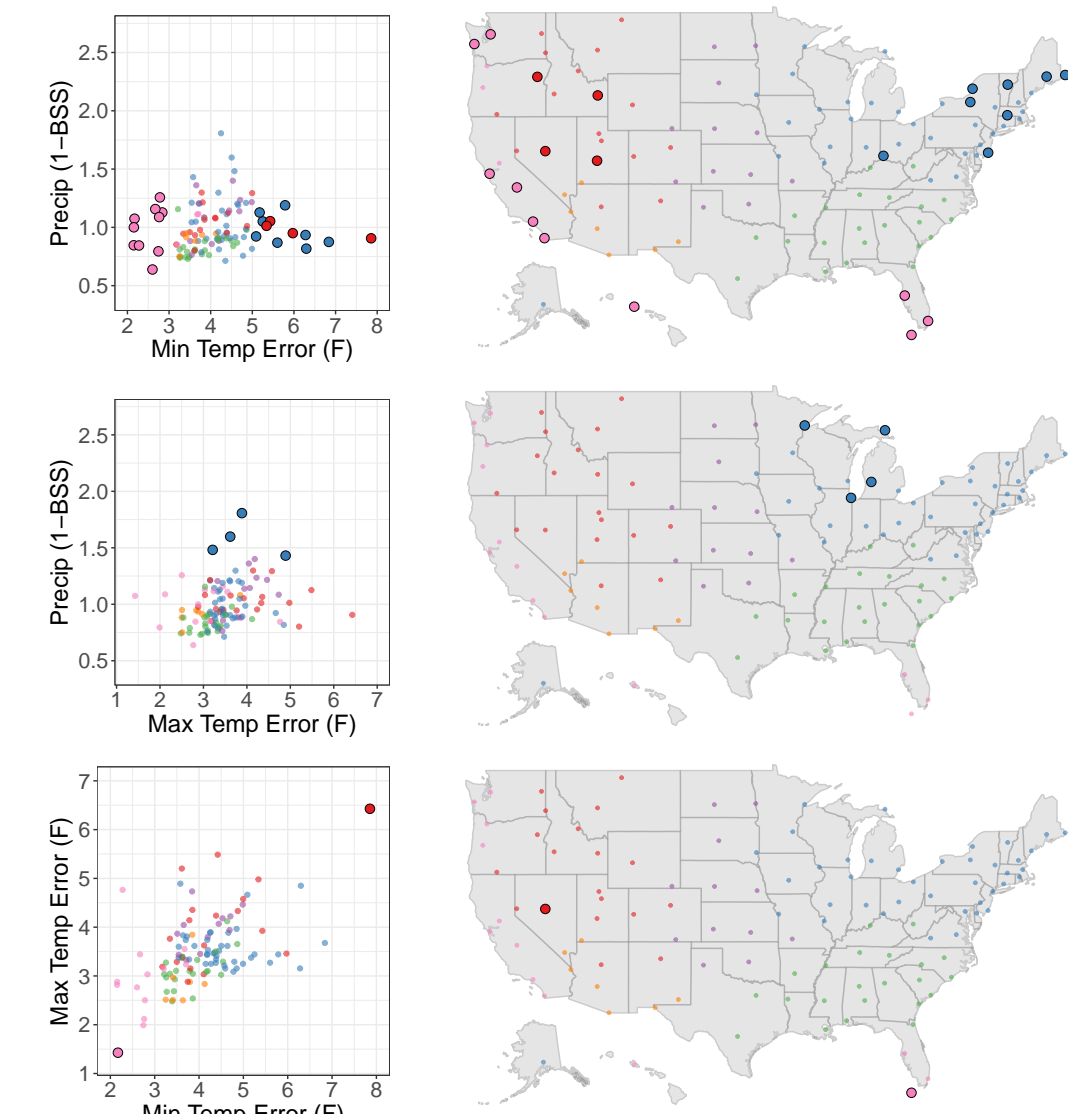 2.5
2.0
1.5
1.0
0.5
Precip (1−BSS)
2 3 4 5 6 7 8
Min Temp Error (F)
2.5
2.0
1.5
1.0
0.5
Precip (1−BSS)
1 2 3 4 5 6 7
Max Temp Error (F)
7
6
5
4
3
2
1
Max Temp Error (F)
2 3 4 5 6 7 8
Min Temp Error (F)